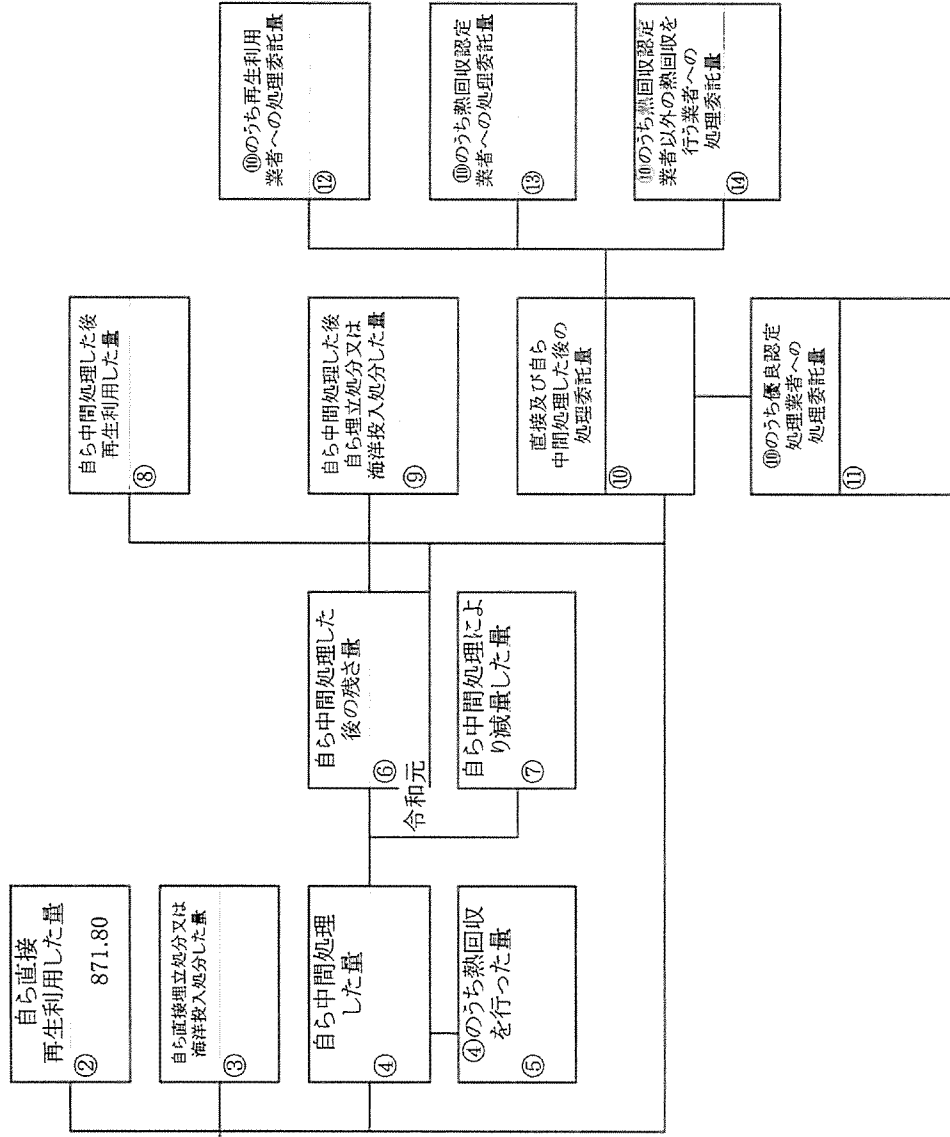 自ら直接
再生利用した量
②
871.80
自ら直接埋立処分又は
海洋投入処分した量
③
自ら中間処理
した量
④
④のうち熱回収
を行った量
⑤
自ら中間処理した
後の残さ量
⑥
令和元
自ら中間処理によ
り減量した量
⑦
自ら中間処理した後
再生利用した量
⑧
自ら中間処理した後
自ら埋立処分又は
海洋投入処分した量
⑨
直接及び自ら
中間処理した後の
処理委託量
⑩
⑩のうち優良認定
処理業者への
処理委託量
⑪
⑩のうち再生利用
業者への処理委託量
⑫
⑩のうち熱回収認定
業者への処理委託量
⑬
⑩のうち熱回収認定
業者以外の熱回収を
行う業者への
処理委託量
⑭